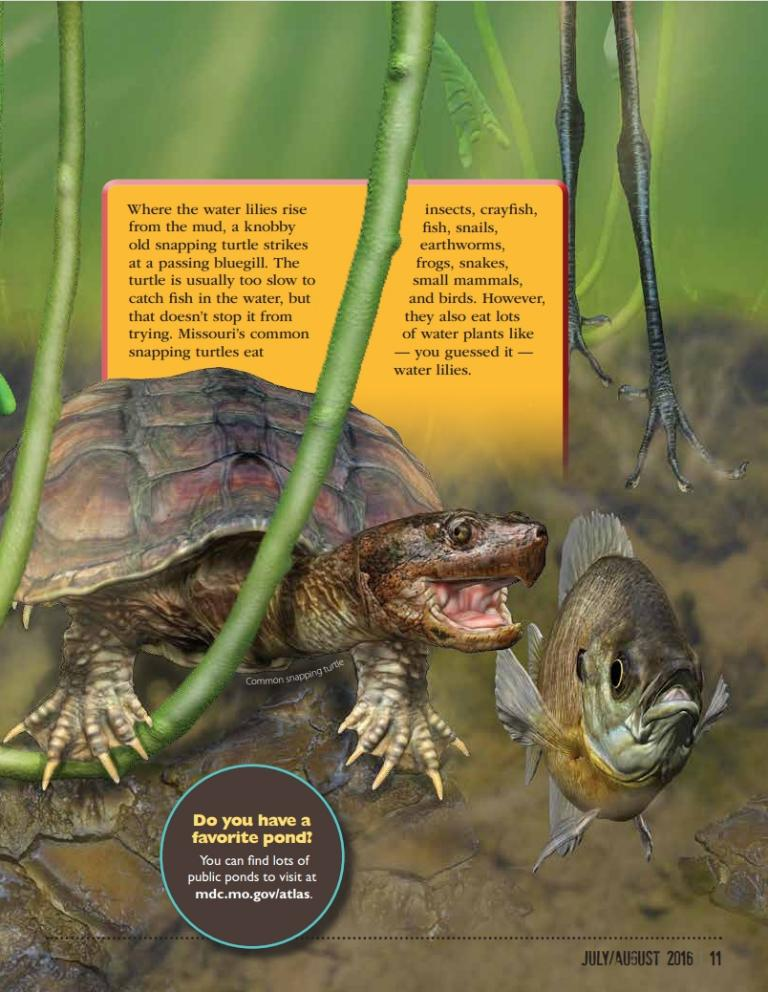 Where the water lilies rise
from the mud, a knobby
old snapping turtle strikes
at a passing bluegill. The
turtle is usually too slow to
catch fish in the water, but
that doesn't stop it from
trying. Missouri's common
snapping turtles eat
insects, crayfish,
fish, snails,
earthworms,
frogs, snakes,
small mammals,
and birds. However,
they also eat lots
of water plants like
— you guessed it —
water lilies.
Common snapping turtle
Do you have a
favorite pond?
You can find lots of
public ponds to visit at
mdc.mo.gov/atlas.
JULY/AUGUST 2016 11